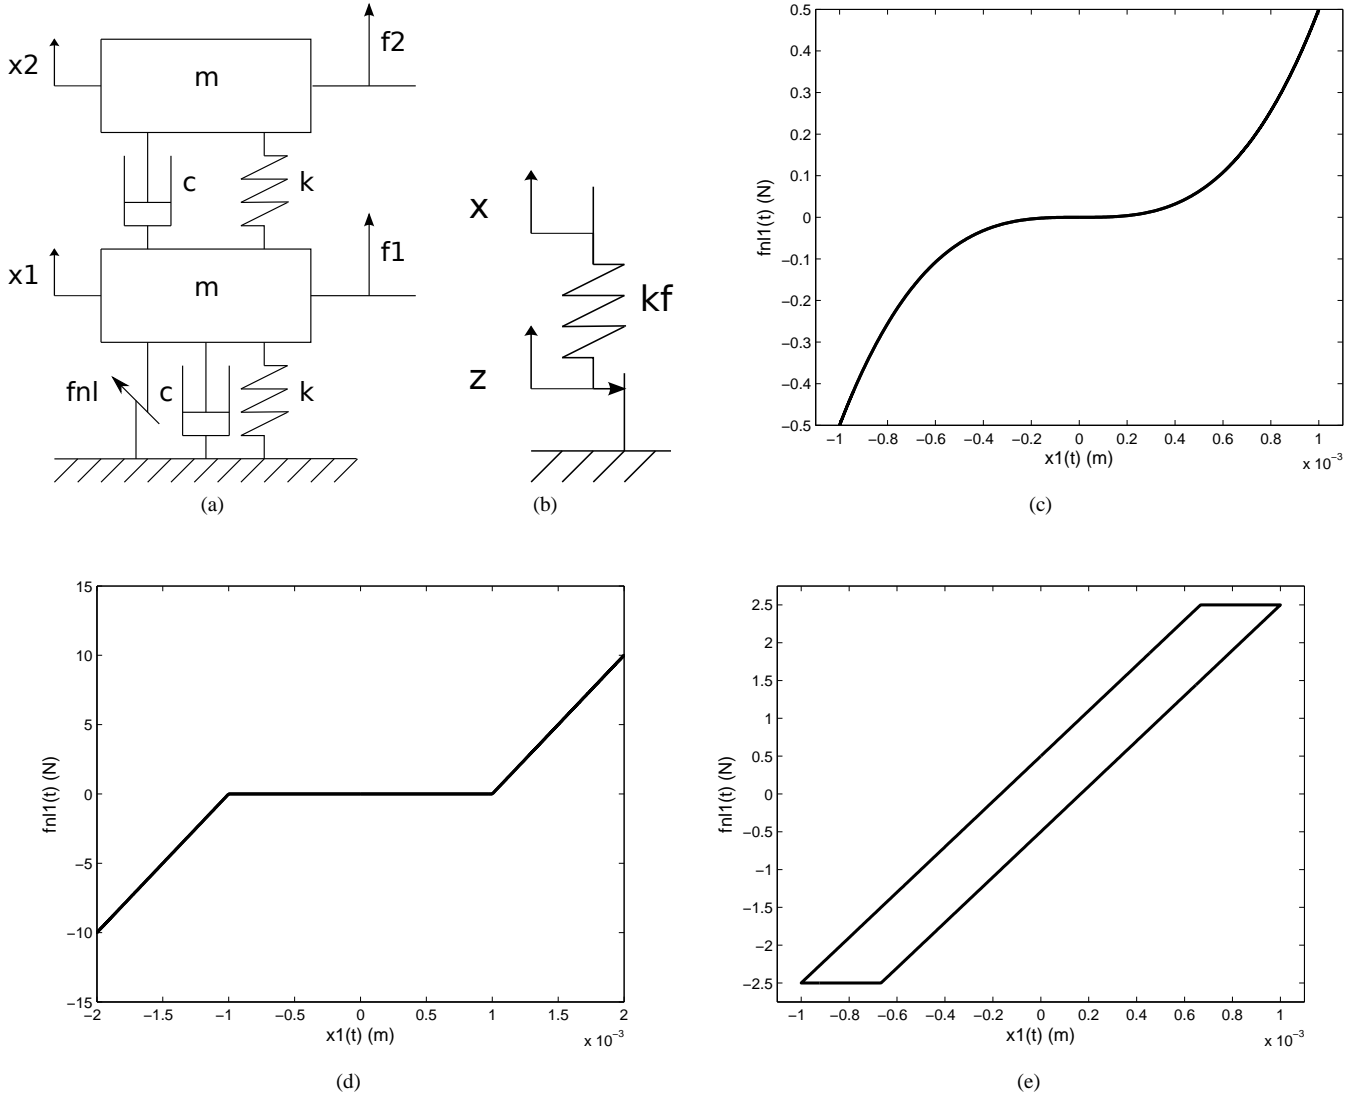 x2
m
f2
c
k
x1
m
f1
fnl
c
k
(a)
x
kf
z
(b)
0.5
0.4
0.3
0.2
0.1
0
−0.1
−0.2
−0.3
−0.4
−0.5
fnl1(t) (N)
−1 −0.8 −0.6 −0.4 −0.2 0 0.2 0.4 0.6 0.8 1
x1(t) (m)
x 10⁻³
(c)
15
10
5
0
−5
−10
−15
fnl1(t) (N)
−2 −1.5 −1 −0.5 0 0.5 1 1.5 2
x1(t) (m)
x 10⁻³
(d)
2.5
2
1.5
1
0.5
0
−0.5
−1
−1.5
−2
−2.5
fnl1(t) (N)
−1 −0.8 −0.6 −0.4 −0.2 0 0.2 0.4 0.6 0.8 1
x1(t) (m)
x 10⁻³
(e)